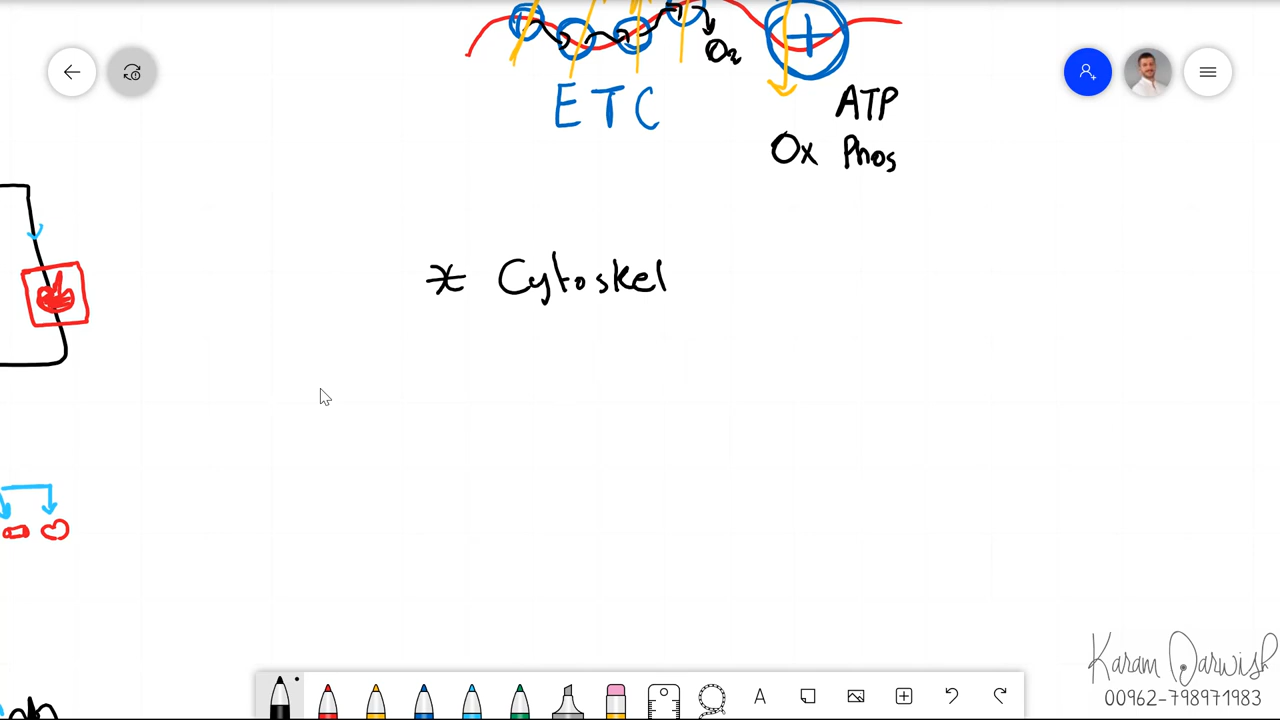 O₂
ETC
ATP
Ox Phos
* Cytoskel
A
Karam Darwish
00962-798971983